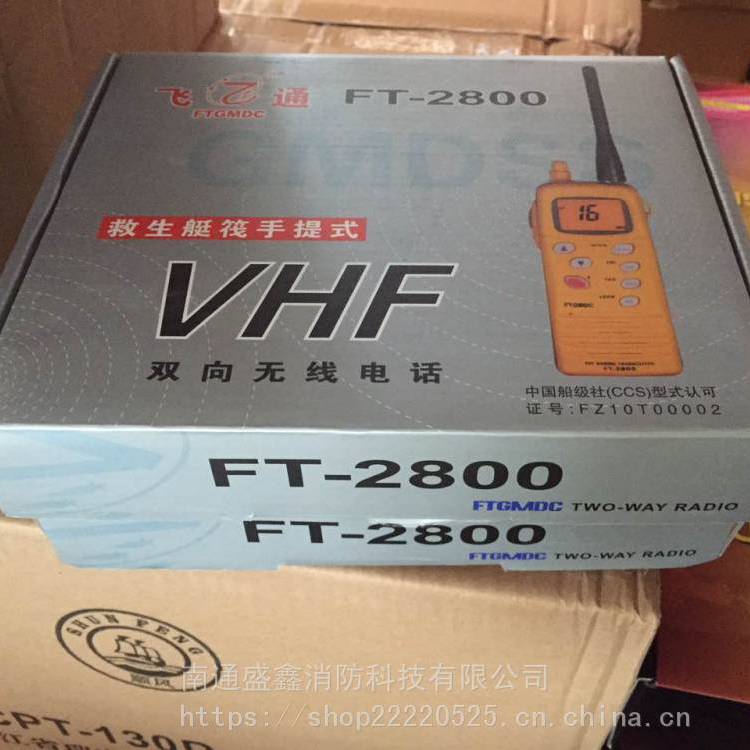 飞通 FT-2800
FTGMDC
GMDSS
救生艇筏手提式
VHF
双向无线电话
16
FTGMDC
FT-2800
中国船级社(CCS)型式认可
证号:FZ10T00002
FT-2800
FTGMDC TWO-WAY RADIO
FT-2800
FTGMDC TWO-WAY RADIO
SHUN FENG
顺风
CPT-130D
南通盛鑫消防科技有限公司
https://shop22220525.cn.china.cn